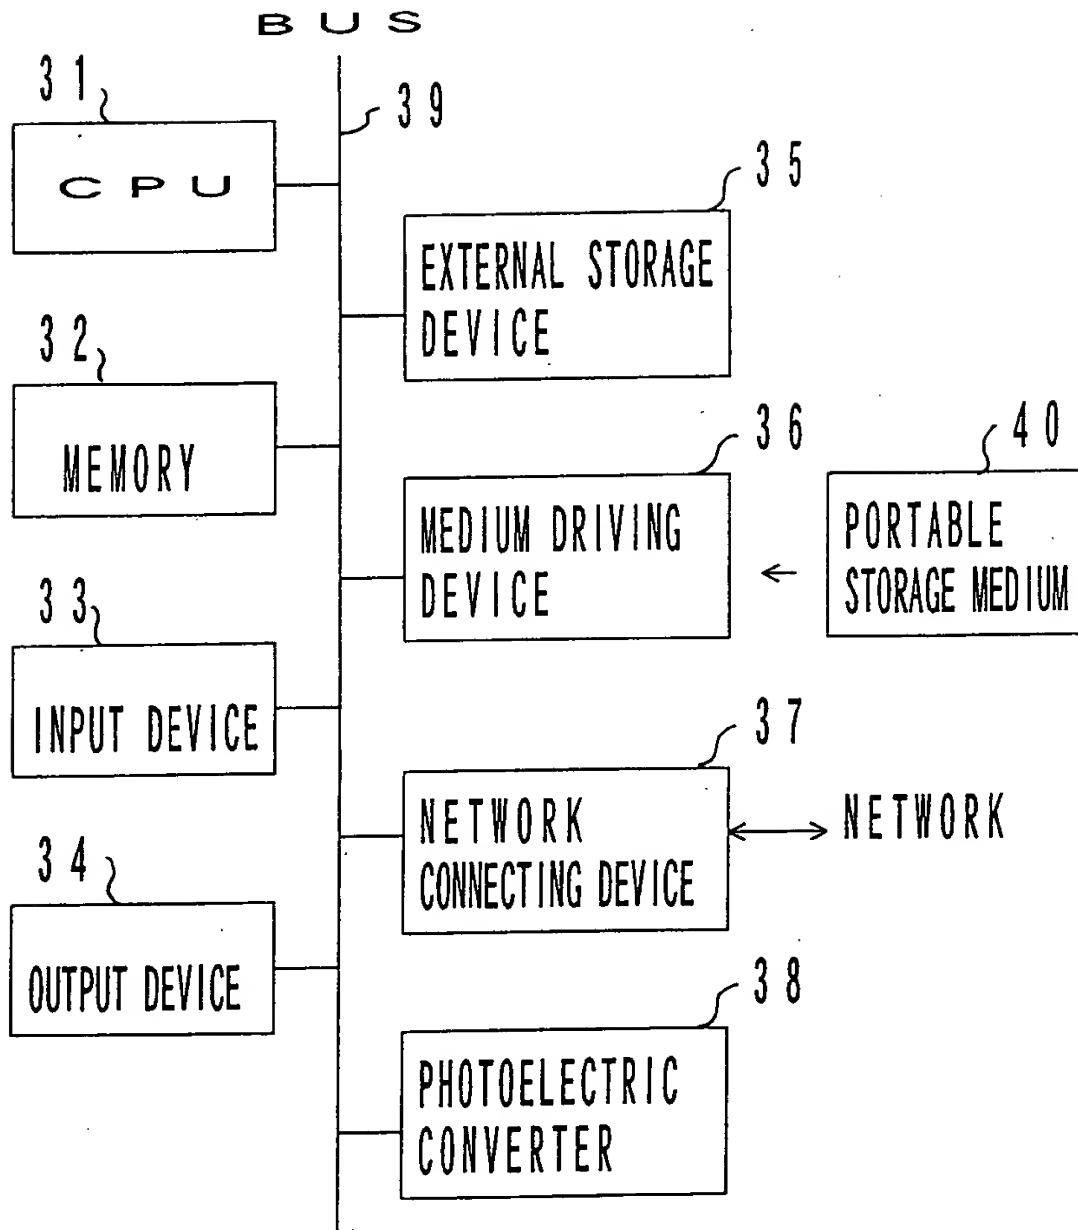 BUS
39
31
CPU
35
EXTERNAL STORAGE
DEVICE
32
MEMORY
36
MEDIUM DRIVING
DEVICE
40
PORTABLE
STORAGE MEDIUM
33
INPUT DEVICE
37
NETWORK
CONNECTING DEVICE
NETWORK
34
OUTPUT DEVICE
38
PHOTOELECTRIC
CONVERTER